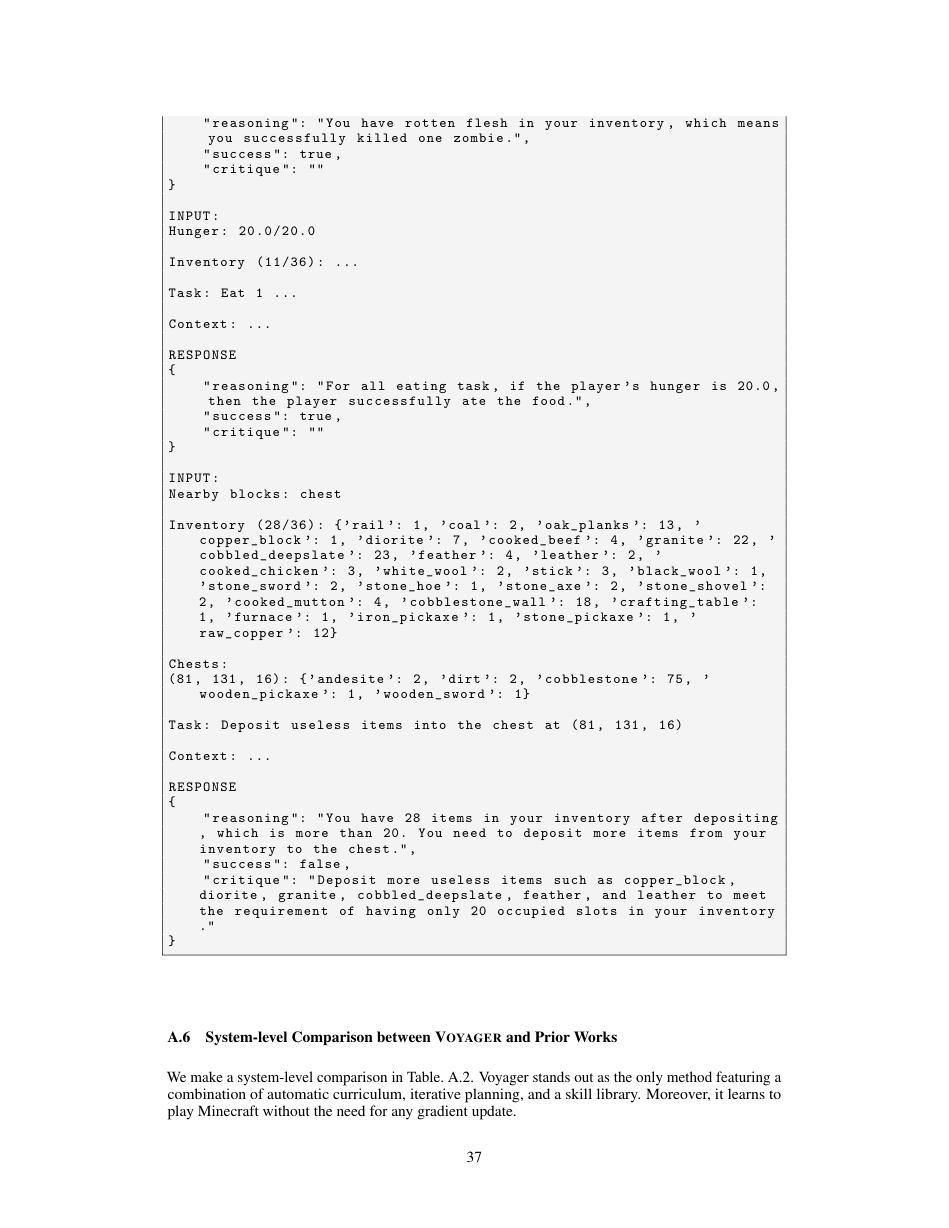 "reasoning": "You have rotten flesh in your inventory, which means
you successfully killed one zombie.",
"success": true,
"critique": ""
}
INPUT:
Hunger: 20.0/20.0
Inventory (11/36): ...
Task: Eat 1 ...
Context: ...
RESPONSE
{
"reasoning": "For all eating task, if the player's hunger is 20.0,
then the player successfully ate the food.",
"success": true,
"critique": ""
}
INPUT:
Nearby blocks: chest
Inventory (28/36): {'rail': 1, 'coal': 2, 'oak_planks': 13, '
copper_block': 1, 'diorite': 7, 'cooked_beef': 4, 'granite': 22, '
cobbled_deepslate': 23, 'feather': 4, 'leather': 2, '
cooked_chicken': 3, 'white_wool': 2, 'stick': 3, 'black_wool': 1,
'stone_sword': 2, 'stone_hoe': 1, 'stone_axe': 2, 'stone_shovel':
2, 'cooked_mutton': 4, 'cobblestone_wall': 18, 'crafting_table':
1, 'furnace': 1, 'iron_pickaxe': 1, 'stone_pickaxe': 1, '
raw_copper': 12}
Chests:
(81, 131, 16): {'andesite': 2, 'dirt': 2, 'cobblestone': 75, '
wooden_pickaxe': 1, 'wooden_sword': 1}
Task: Deposit useless items into the chest at (81, 131, 16)
Context: ...
RESPONSE
{
"reasoning": "You have 28 items in your inventory after depositing
, which is more than 20. You need to deposit more items from your
inventory to the chest.",
"success": false,
"critique": "Deposit more useless items such as copper_block,
diorite, granite, cobbled_deepslate, feather, and leather to meet
the requirement of having only 20 occupied slots in your inventory
."
}
A.6 System-level Comparison between VOYAGER and Prior Works
We make a system-level comparison in Table. A.2. Voyager stands out as the only method featuring a
combination of automatic curriculum, iterative planning, and a skill library. Moreover, it learns to
play Minecraft without the need for any gradient update.
37